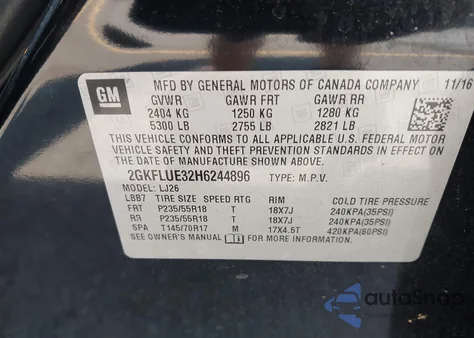 GM
MFD BY GENERAL MOTORS OF CANADA COMPANY 11/16
GVWR GAWR FRT GAWR RR
2404 KG 1250 KG 1280 KG
5300 LB 2755 LB 2821 LB
THIS VEHICLE CONFORMS TO ALL APPLICABLE U.S. FEDERAL MOTOR VEHICLE SAFETY AND THEFT PREVENTION STANDARDS IN EFFECT ON THE DATE OF MANUFACTURE SHOWN ABOVE.
2GKFLUE32H6244896 TYPE: M.P.V.
MODEL: LJ26
LBB7 TIRE SIZE SPEED RTG RIM COLD TIRE PRESSURE
FRT P235/55R18 T 18X7J 240KPA(35PSI)
RR P235/55R18 T 18X7J 240KPA(35PSI)
SPA T145/70R17 M 17X4.5T 420KPA(60PSI)
SEE OWNER'S MANUAL FOR ADDITIONAL INFORMATION
autoSnap